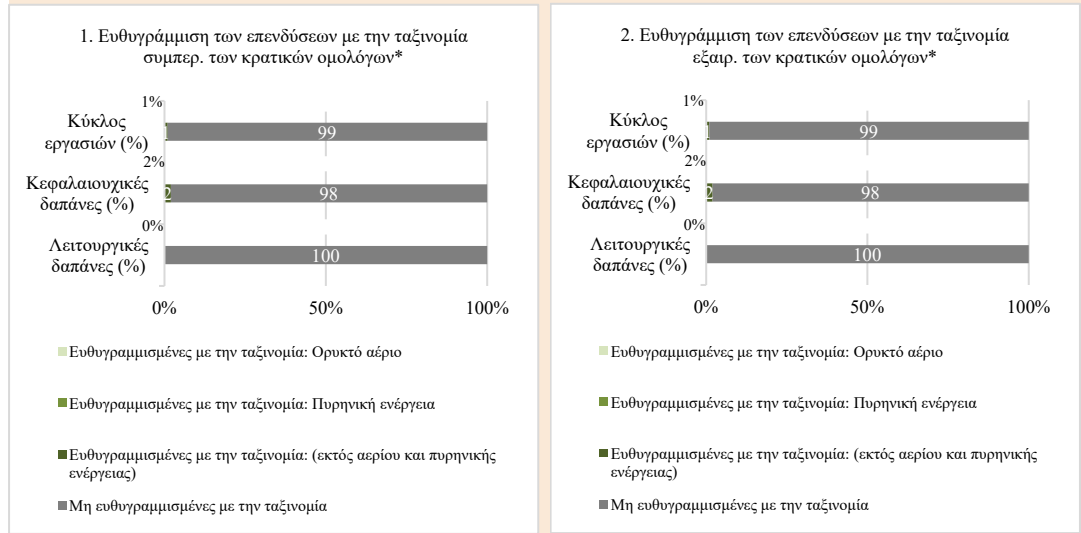 1. Ευθυγράμμιση των επενδύσεων με την ταξινομία
συμπερ. των κρατικών ομολόγων*
1%
Κύκλος
εργασιών (%)
1
99
2%
Κεφαλαιουχικές
δαπάνες (%)
2
98
0%
Λειτουργικές
δαπάνες (%)
100
0%
50%
100%
Ευθυγραμμισμένες με την ταξινομία: Ορυκτό αέριο
Ευθυγραμμισμένες με την ταξινομία: Πυρηνική ενέργεια
Ευθυγραμμισμένες με την ταξινομία: (εκτός αερίου και πυρηνικής
ενέργειας)
Μη ευθυγραμμισμένες με την ταξινομία
2. Ευθυγράμμιση των επενδύσεων με την ταξινομία
εξαιρ. των κρατικών ομολόγων*
1%
Κύκλος
εργασιών (%)
1
99
2%
Κεφαλαιουχικές
δαπάνες (%)
2
98
0%
Λειτουργικές
δαπάνες (%)
100
0%
50%
100%
Ευθυγραμμισμένες με την ταξινομία: Ορυκτό αέριο
Ευθυγραμμισμένες με την ταξινομία: Πυρηνική ενέργεια
Ευθυγραμμισμένες με την ταξινομία: (εκτός αερίου και πυρηνικής
ενέργειας)
Μη ευθυγραμμισμένες με την ταξινομία